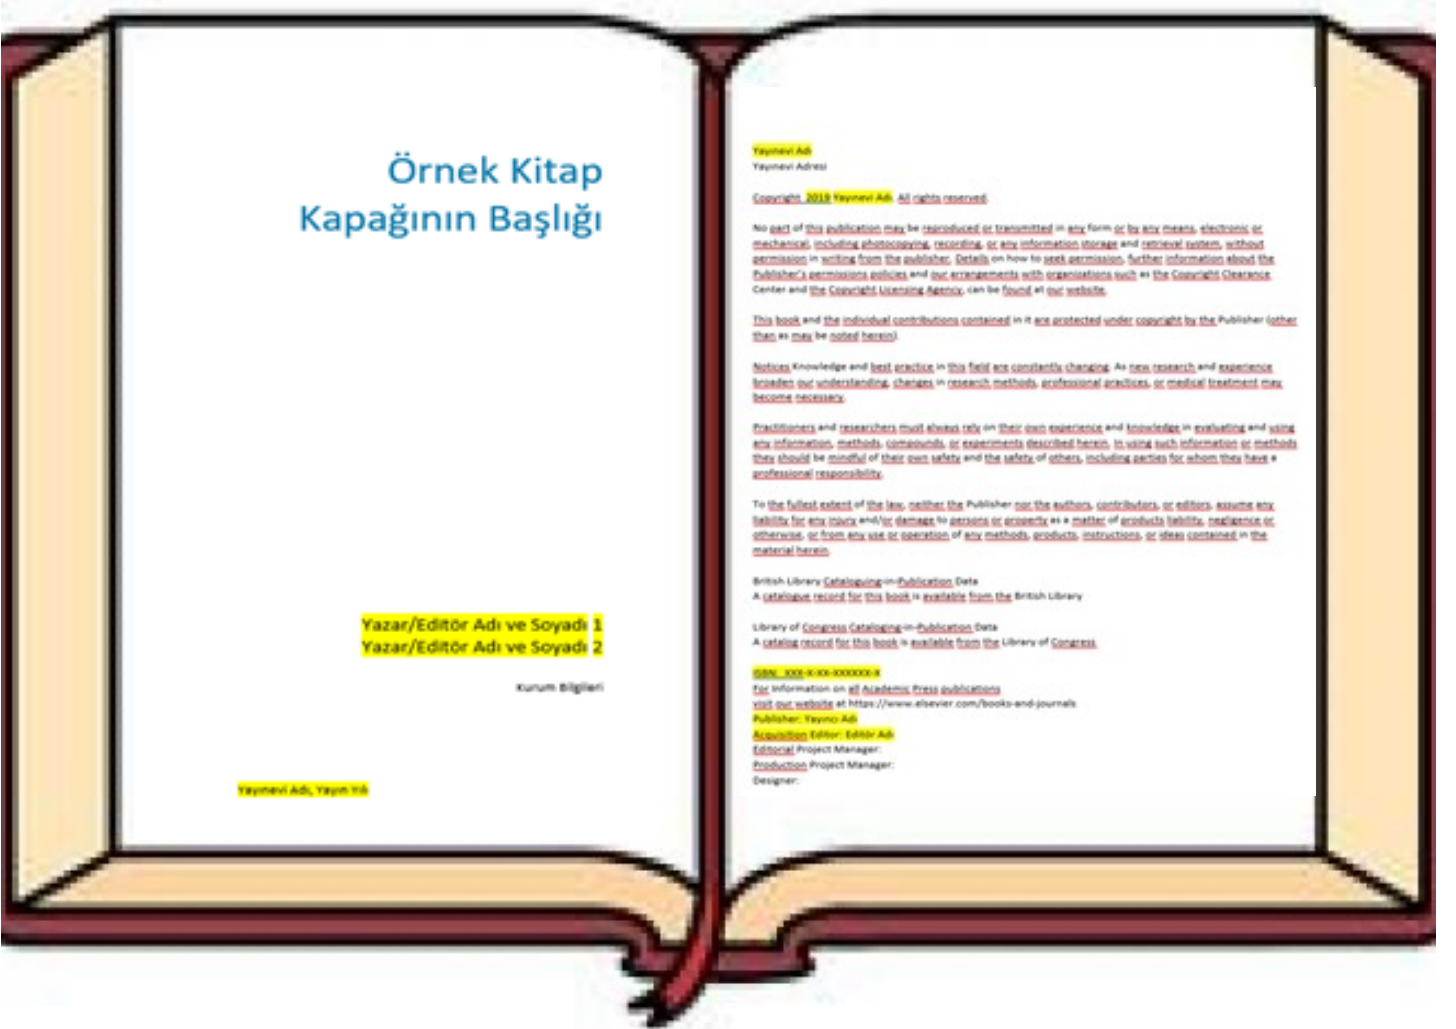 Örnek Kitap
Kapağının Başlığı
Yazar/Editör Adı ve Soyadı 1
Yazar/Editör Adı ve Soyadı 2
Kurum Bilgileri
Yayınevi Adı, Yayın Yılı
Yayınevi Adı
Yayınevi Adresi
Copyright 2019 Yayınevi Adı. All rights reserved.
No part of this publication may be reproduced or transmitted in any form or by any means, electronic or
mechanical, including photocopying, recording, or any information storage and retrieval system, without
permission in writing from the publisher. Details on how to seek permission, further information about the
Publisher's permissions policies and our arrangements with organizations such as the Copyright Clearance
Center and the Copyright Licensing Agency, can be found at our website.
This book and the individual contributions contained in it are protected under copyright by the Publisher (other
than as may be noted herein).
Notices Knowledge and best practice in this field are constantly changing. As new research and experience
broaden our understanding, changes in research methods, professional practices, or medical treatment may
become necessary.
Practitioners and researchers must always rely on their own experience and knowledge in evaluating and using
any information, methods, compounds, or experiments described herein. In using such information or methods
they should be mindful of their own safety and the safety of others, including parties for whom they have a
professional responsibility.
To the fullest extent of the law, neither the Publisher nor the authors, contributors, or editors, assume any
liability for any injury and/or damage to persons or property as a matter of products liability, negligence or
otherwise, or from any use or operation of any methods, products, instructions, or ideas contained in the
material herein.
British Library Cataloguing-in-Publication Data
A catalogue record for this book is available from the British Library
Library of Congress Cataloging-in-Publication Data
A catalog record for this book is available from the Library of Congress
ISBN: XXX-X-XX-XXXXXX-X
For Information on all Academic Press publications
visit our website at https://www.elsevier.com/books-and-journals
Publisher: Yayıncı Adı
Acquisition Editor: Editör Adı
Editorial Project Manager:
Production Project Manager:
Designer: